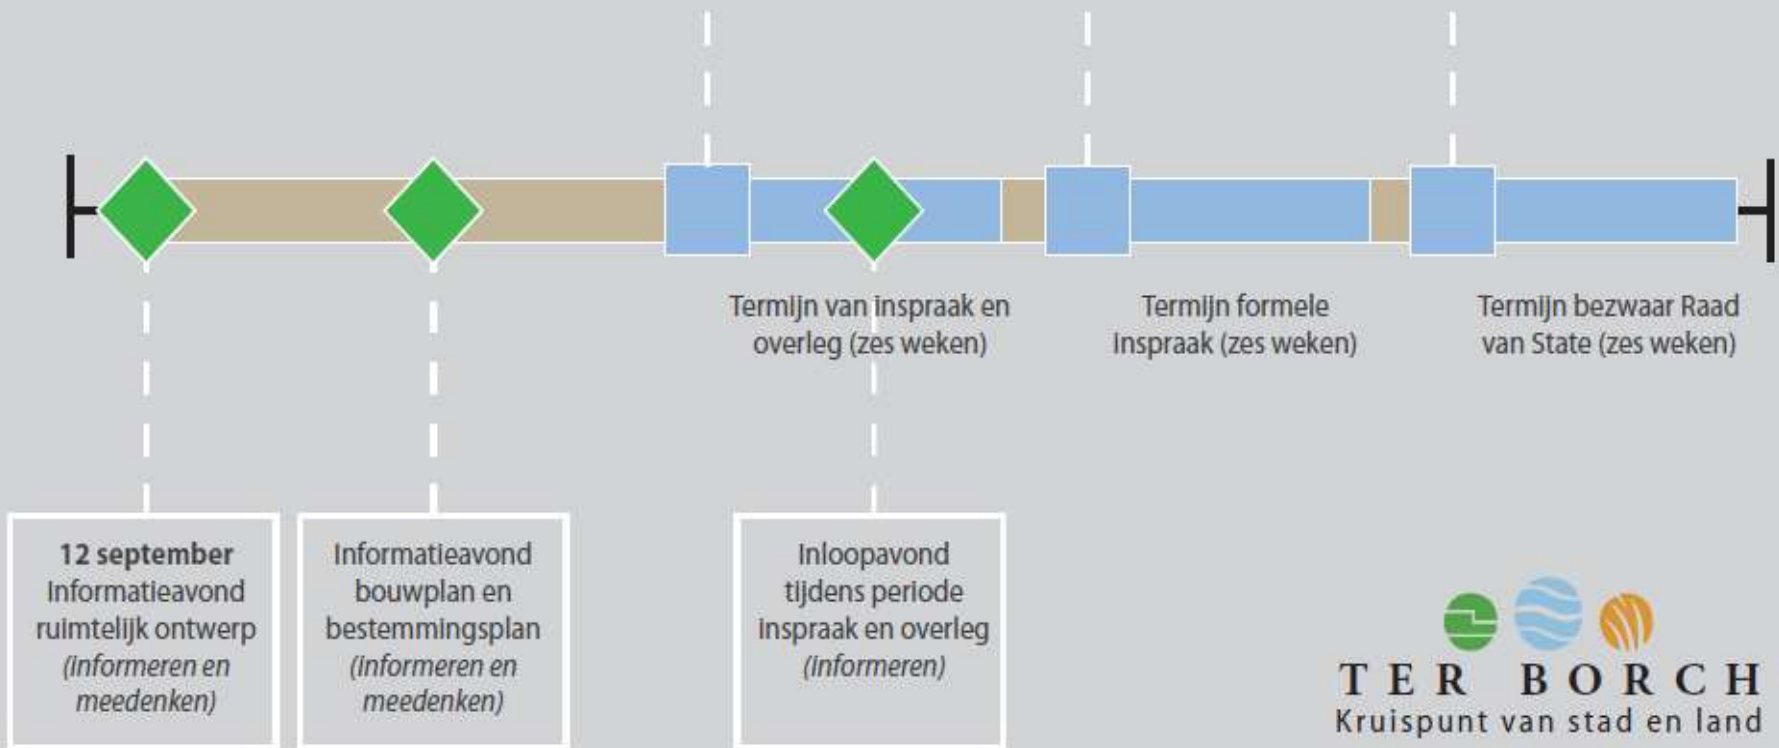 Termijn van inspraak en
overleg (zes weken)
Termijn formele
inspraak (zes weken)
Termijn bezwaar Raad
van State (zes weken)
12 september
Informatieavond
ruimtelijk ontwerp
(informeren en
meedenken)
Informatieavond
bouwplan en
bestemmingsplan
(informeren en
meedenken)
Inloopavond
tijdens periode
inspraak en overleg
(informeren)
TER BORCH
Kruispunt van stad en land